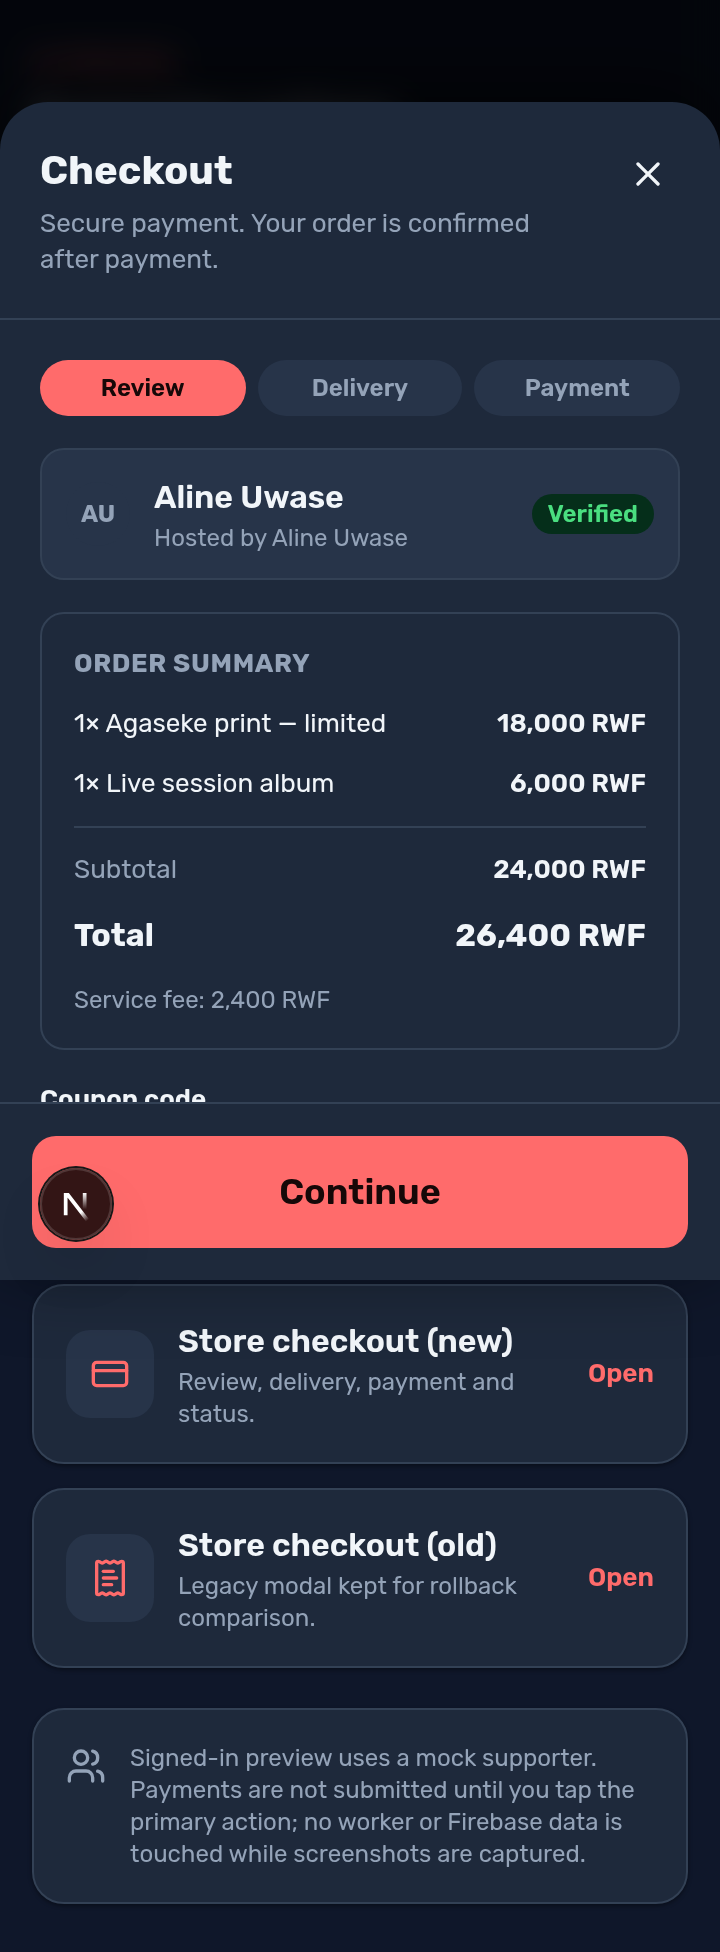 Checkout
Secure payment. Your order is confirmed
after payment.
Review
Delivery
Payment
AU
Aline Uwase
Hosted by Aline Uwase
Verified
ORDER SUMMARY
1× Agaseke print — limited
18,000 RWF
1× Live session album
6,000 RWF
Subtotal
24,000 RWF
Total
26,400 RWF
Service fee: 2,400 RWF
Coupon code
Continue
N
Store checkout (new)
Review, delivery, payment and
status.
Open
Store checkout (old)
Legacy modal kept for rollback
comparison.
Open
Signed-in preview uses a mock supporter.
Payments are not submitted until you tap the
primary action; no worker or Firebase data is
touched while screenshots are captured.